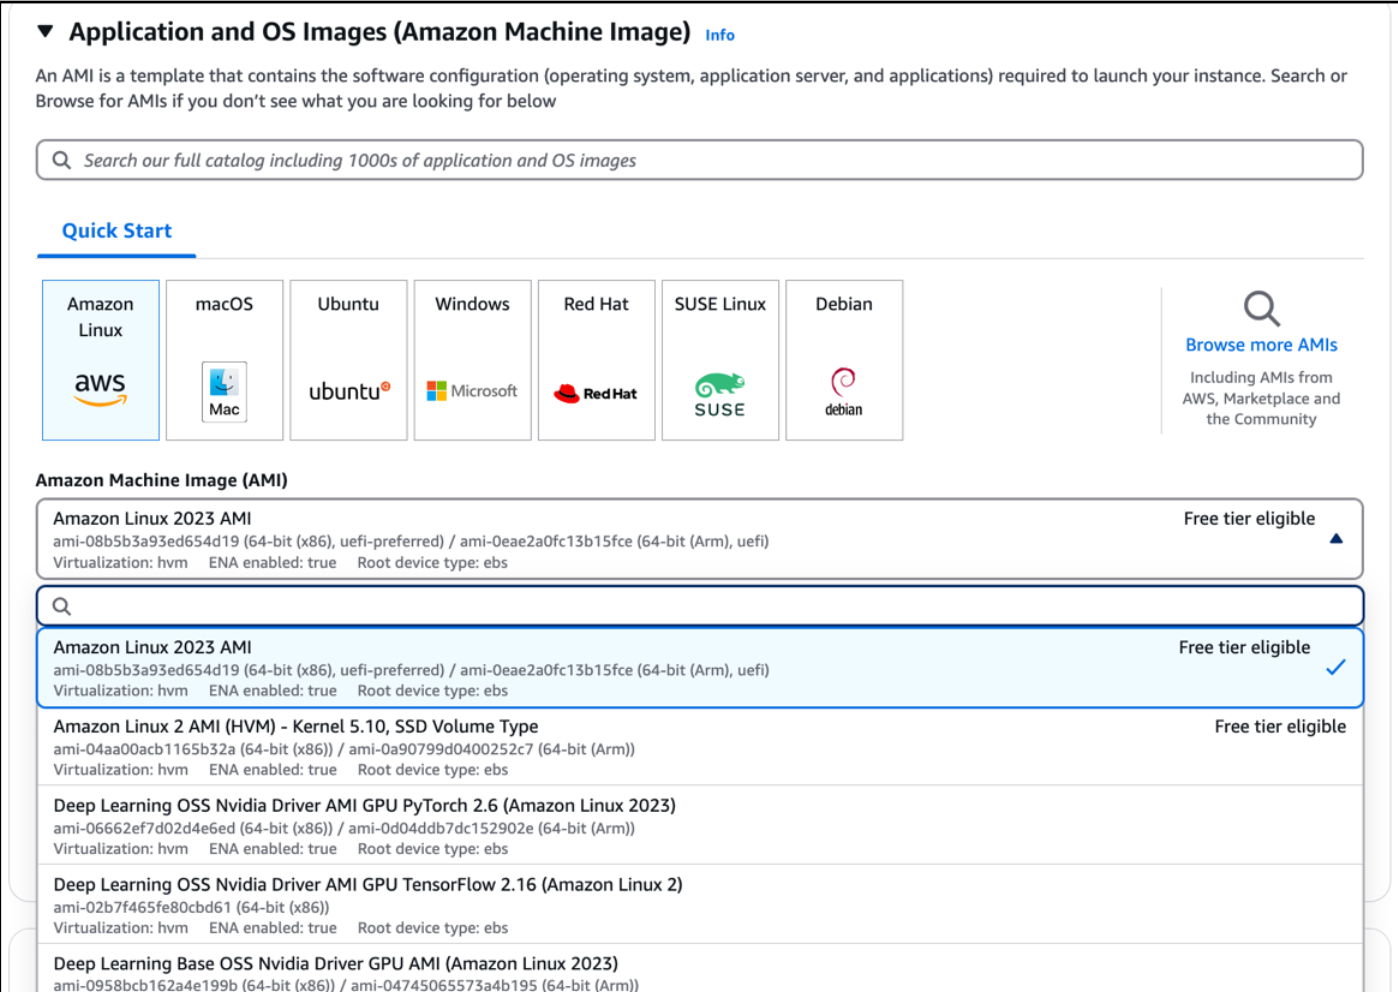 Application and OS Images (Amazon Machine Image) Info
An AMI is a template that contains the software configuration (operating system, application server, and applications) required to launch your instance. Search or
Browse for AMIs if you don’t see what you are looking for below
Search our full catalog including 1000s of application and OS images
Quick Start
Amazon
Linux
aws
macOS
Mac
Ubuntu
ubuntu
Windows
Microsoft
Red Hat
Red Hat
SUSE Linux
SUSE
Debian
debian
Browse more AMIs
Including AMIs from
AWS, Marketplace and
the Community
Amazon Machine Image (AMI)
Amazon Linux 2023 AMI Free tier eligible
ami-08b5b3a93ed654d19 (64-bit (x86), uefi-preferred) / ami-0eae2a0fc13b15fce (64-bit (Arm), uefi)
Virtualization: hvm ENA enabled: true Root device type: ebs
Amazon Linux 2023 AMI Free tier eligible
ami-08b5b3a93ed654d19 (64-bit (x86), uefi-preferred) / ami-0eae2a0fc13b15fce (64-bit (Arm), uefi)
Virtualization: hvm ENA enabled: true Root device type: ebs
Amazon Linux 2 AMI (HVM) - Kernel 5.10, SSD Volume Type Free tier eligible
ami-04aa00acb1165b32a (64-bit (x86)) / ami-0a90799d0400252c7 (64-bit (Arm))
Virtualization: hvm ENA enabled: true Root device type: ebs
Deep Learning OSS Nvidia Driver AMI GPU PyTorch 2.6 (Amazon Linux 2023)
ami-06662ef7d02d4e6ed (64-bit (x86)) / ami-0d04ddb7dc152902e (64-bit (Arm))
Virtualization: hvm ENA enabled: true Root device type: ebs
Deep Learning OSS Nvidia Driver AMI GPU TensorFlow 2.16 (Amazon Linux 2)
ami-02b7f465fe80cbd61 (64-bit (x86))
Virtualization: hvm ENA enabled: true Root device type: ebs
Deep Learning Base OSS Nvidia Driver GPU AMI (Amazon Linux 2023)
ami-0958bcb162a4e199b (64-bit (x86)) / ami-04745065573a4b195 (64-bit (Arm))